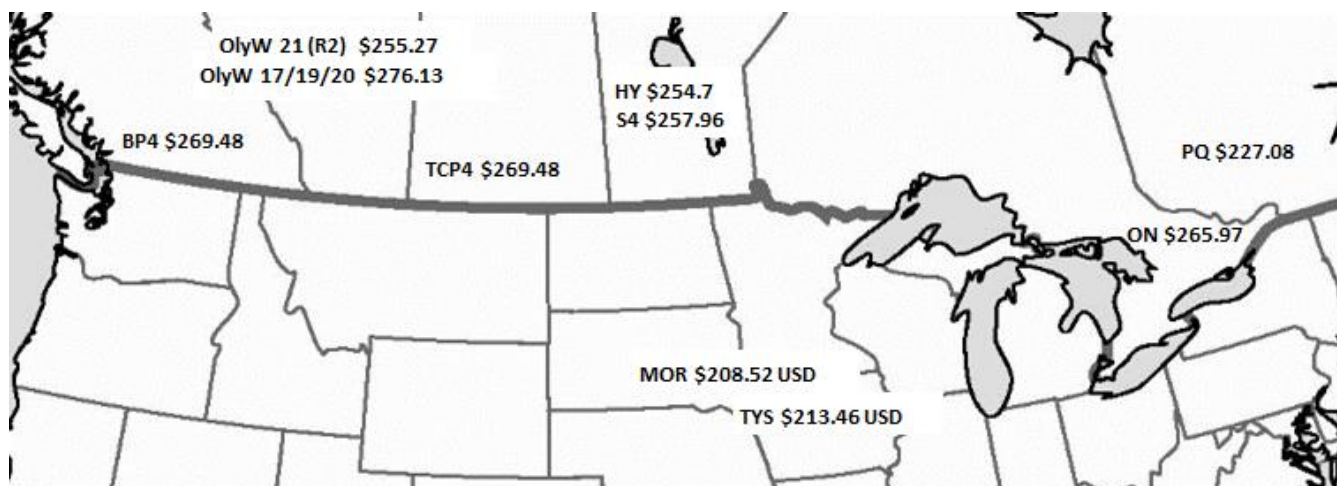 OlyW 21 (R2)  $255.27
OlyW 17/19/20 $276.13
HY $254.7
S4 $257.96
BP4 $269.48
TCP4 $269.48
PQ $227.08
ON $265.97
MOR $208.52 USD
TYS $213.46 USD